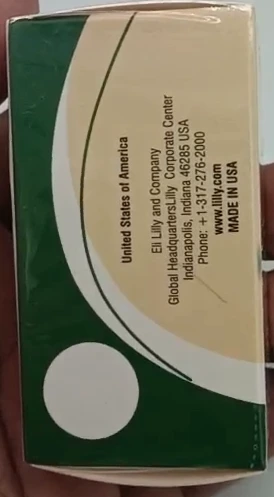 United States of America
Eli Lilly and Company
Global HeadquartersLilly Corporate Center
Indianapolis, Indiana 46285 USA
Phone: +1-317-276-2000
www.lilly.com
MADE IN USA